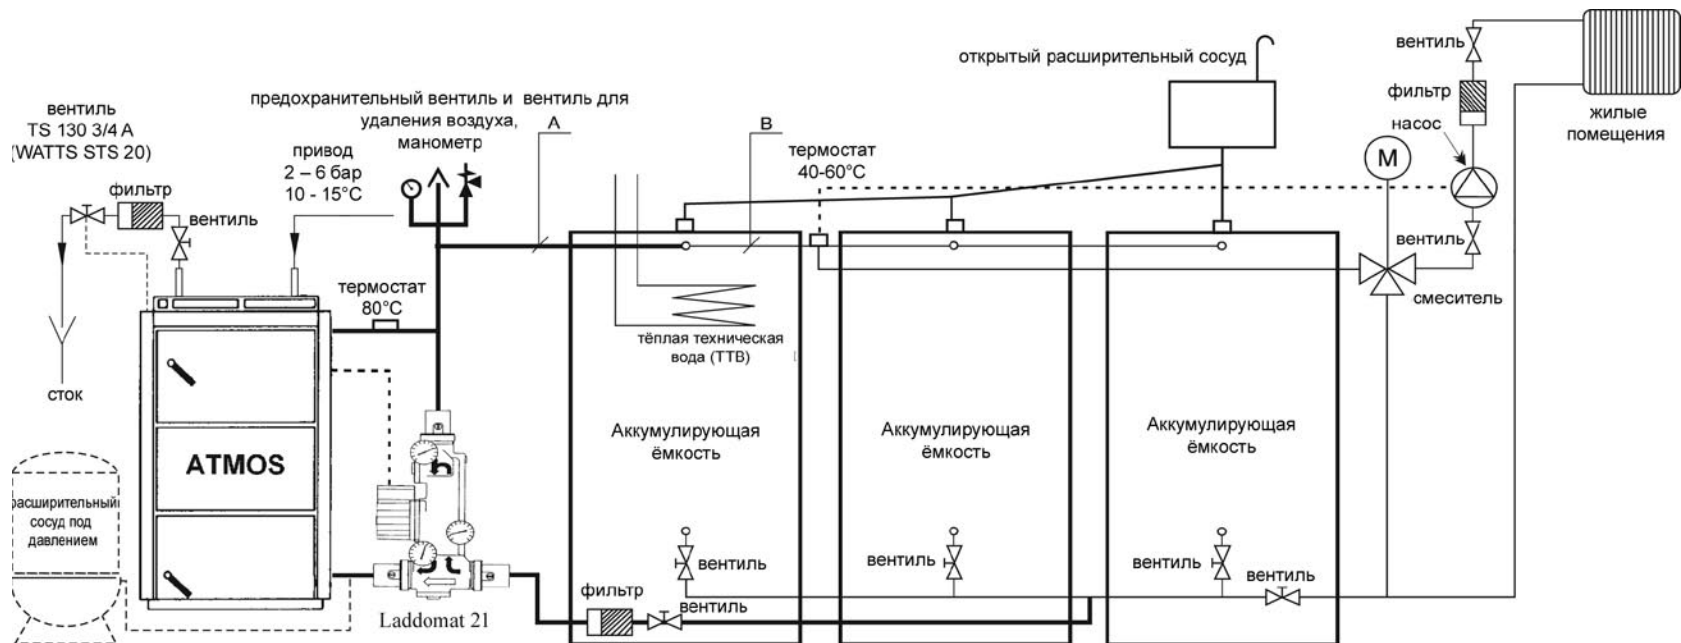 вентиль
TS 130 3/4 A
(WATTS STS 20)
фильтр
вентиль
сток
предохранительный вентиль и вентиль для
удаления воздуха,
манометр
привод
2 – 6 бар
10 - 15°C
термостат
80°C
ATMOS
расширительный
сосуд под
давлением
Laddomat 21
A
B
термостат
40-60°C
тёплая техническая
вода (ТТВ)
Аккумулирующая
ёмкость
Аккумулирующая
ёмкость
Аккумулирующая
ёмкость
вентиль
вентиль
вентиль
вентиль
фильтр
вентиль
открытый расширительный сосуд
вентиль
фильтр
насос
M
вентиль
смеситель
жилые
помещения